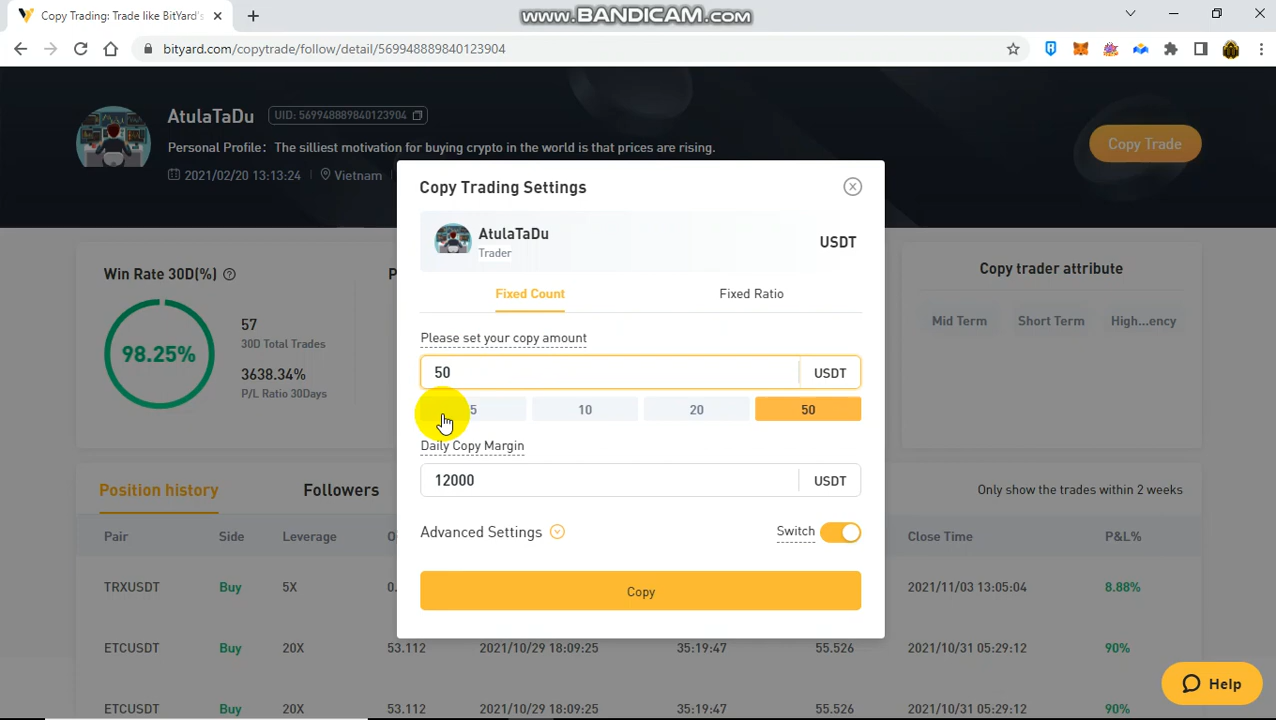 Copy Trading: Trade like BitYard's
www.BANDICAM.com
bityard.com/copytrade/follow/detail/569948889840123904
AtulaTaDu
UID: 569948889840123904
Personal Profile: The silliest motivation for buying crypto in the world is that prices are rising.
2021/02/20 13:13:24
Vietnam
Copy Trade
Copy Trading Settings
AtulaTaDu
Trader
USDT
Fixed Count
Fixed Ratio
Please set your copy amount
50
USDT
5
10
20
50
Daily Copy Margin
12000
USDT
Advanced Settings
Switch
Copy
Win Rate 30D(%)
P
98.25%
57
30D Total Trades
3638.34%
P/L Ratio 30Days
Copy trader attribute
Mid Term
Short Term
High...ency
Position history
Followers
Only show the trades within 2 weeks
Pair
Side
Leverage
O
Close Time
P&L%
TRXUSDT
Buy
5X
0.
2021/11/03 13:05:04
8.88%
ETCUSDT
Buy
20X
53.112
2021/10/29 18:09:25
35:19:47
55.526
2021/10/31 05:29:12
90%
ETCUSDT
Buy
20X
53.112
2021/10/29 18:09:25
35:19:47
55.526
2021/10/31 05:29:12
90%
Help